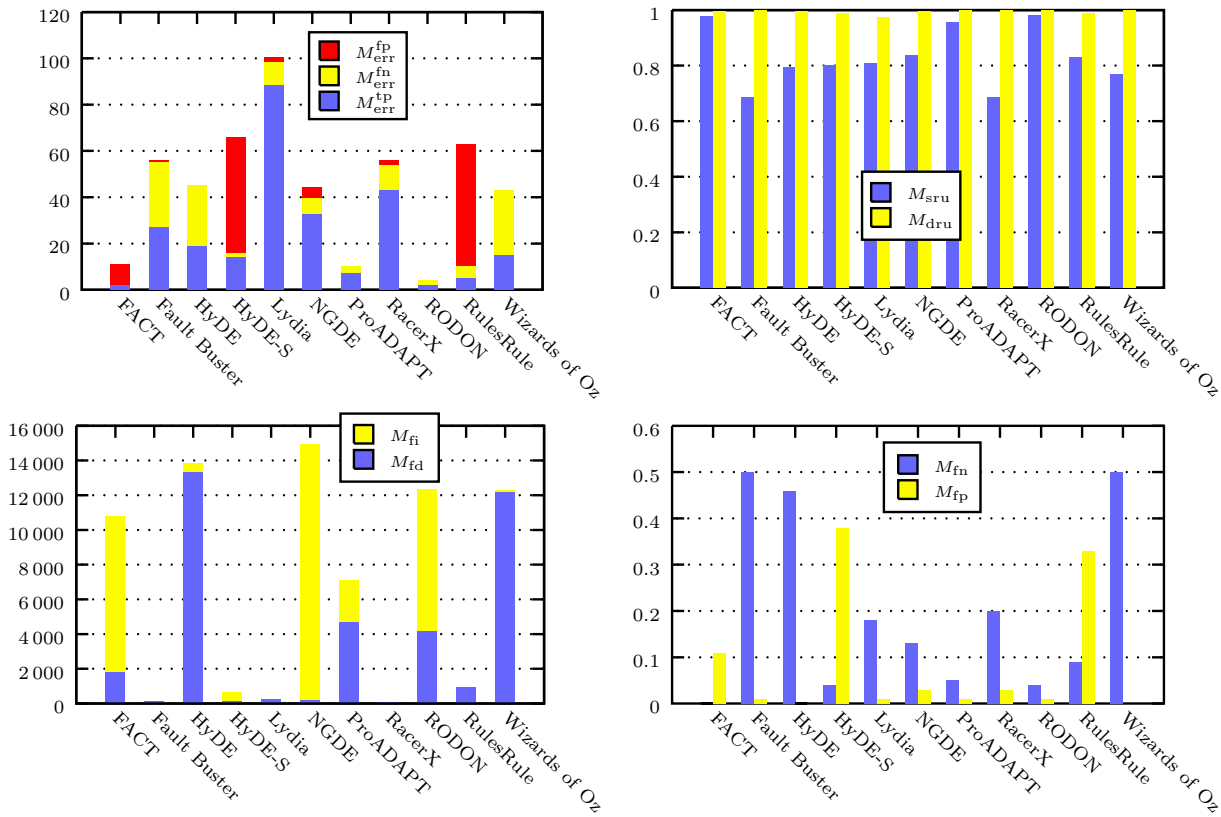 120
100
80
60
40
20
0
M_err^fp
M_err^fn
M_err^tp
FACT
Fault Buster
HyDE
HyDE-S
Lydia
NGDE
ProADAPT
RacerX
RODON
RulesRule
Wizards of Oz
1
0.8
0.6
0.4
0.2
0
M_sru
M_dru
FACT
Fault Buster
HyDE
HyDE-S
Lydia
NGDE
ProADAPT
RacerX
RODON
RulesRule
Wizards of Oz
16 000
14 000
12 000
10 000
8 000
6 000
4 000
2 000
0
M_fi
M_fd
FACT
Fault Buster
HyDE
HyDE-S
Lydia
NGDE
ProADAPT
RacerX
RODON
RulesRule
Wizards of Oz
0.6
0.5
0.4
0.3
0.2
0.1
0
M_fn
M_fp
FACT
Fault Buster
HyDE
HyDE-S
Lydia
NGDE
ProADAPT
RacerX
RODON
RulesRule
Wizards of Oz